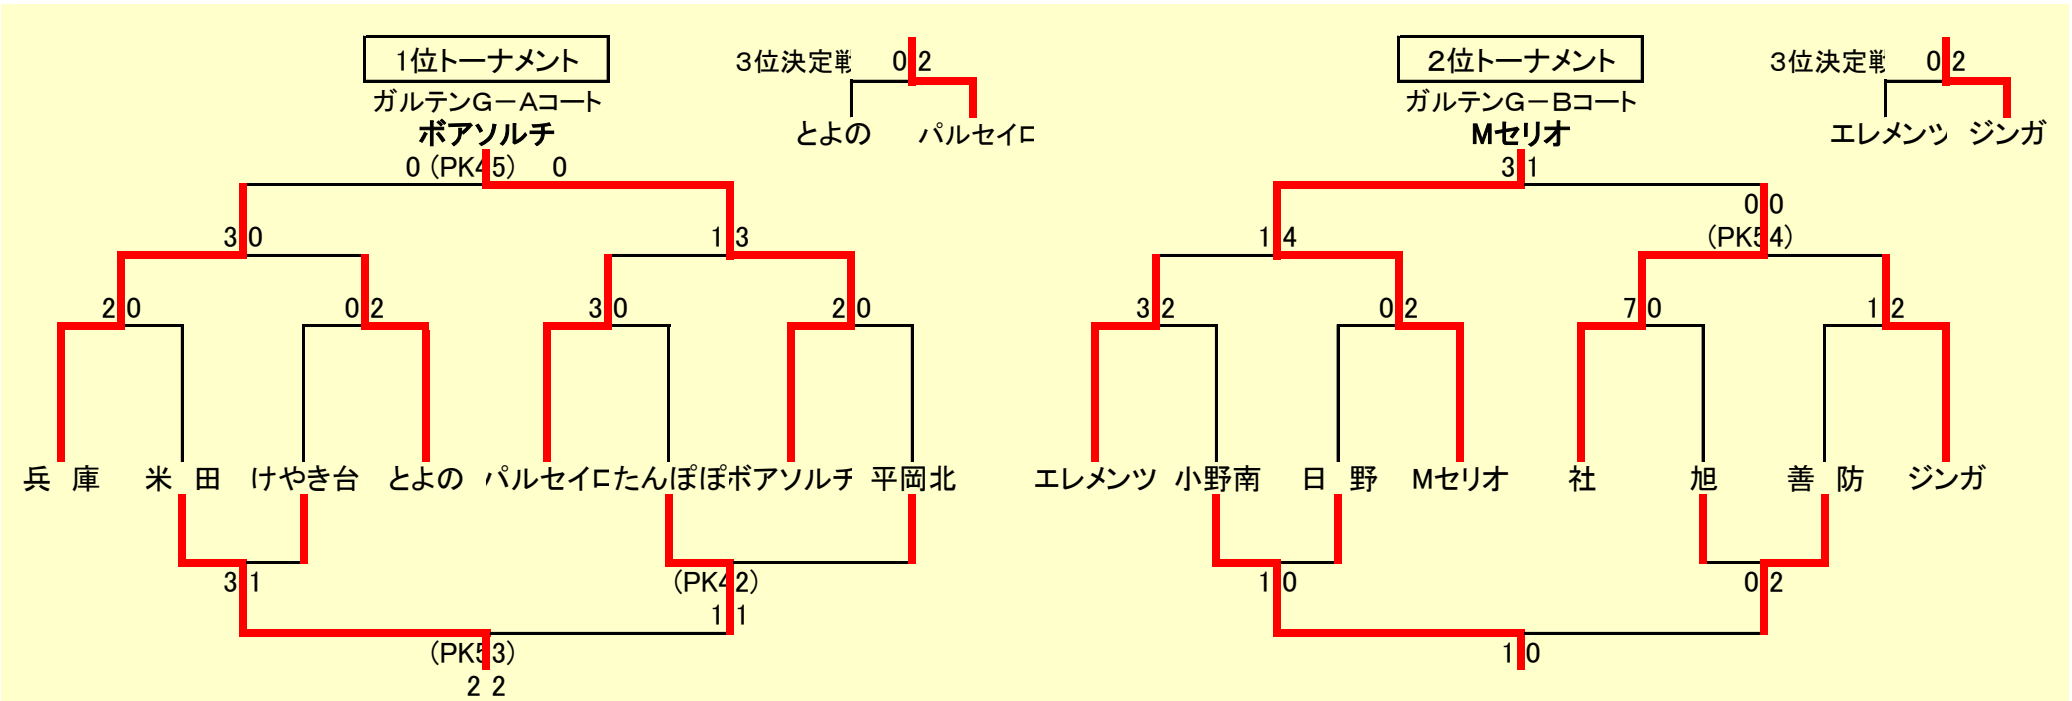 1位トーナメント
ガルテンG－Aコート
ボアソルチ
3位決定戦 0 2
とよの パルセイロ
0 (PK4 5) 0
3 0 1 3
2 0 0 2 3 0 2 0
兵　庫 米　田 けやき台 とよの パルセイロ たんぽぽ ボアソルチ 平岡北
3 1 (PK4 2)
1 1
(PK5 3)
2 2
2位トーナメント
ガルテンG－Bコート
Mセリオ
3位決定戦 0 2
エレメンツ ジンガ
3 1
0 0
1 4 (PK5 4)
3 2 0 2 7 0 1 2
エレメンツ 小野南 日　野 Mセリオ 社 旭 善　防 ジンガ
1 0 0 2
1 0